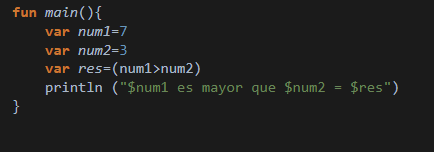 fun main(){
    var num1=7
    var num2=3
    var res=(num1>num2)
    println ("$num1 es mayor que $num2 = $res")
}